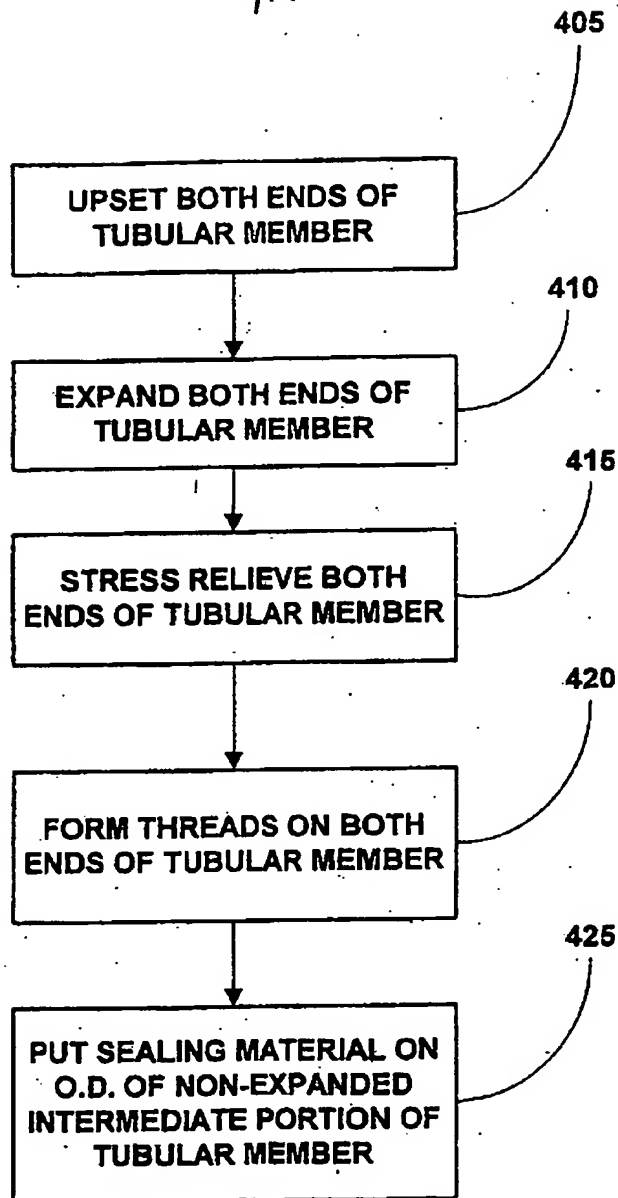 405
UPSET BOTH ENDS OF
TUBULAR MEMBER
410
EXPAND BOTH ENDS OF
TUBULAR MEMBER
415
STRESS RELIEVE BOTH
ENDS OF TUBULAR MEMBER
420
FORM THREADS ON BOTH
ENDS OF TUBULAR MEMBER
425
PUT SEALING MATERIAL ON
O.D. OF NON-EXPANDED
INTERMEDIATE PORTION OF
TUBULAR MEMBER